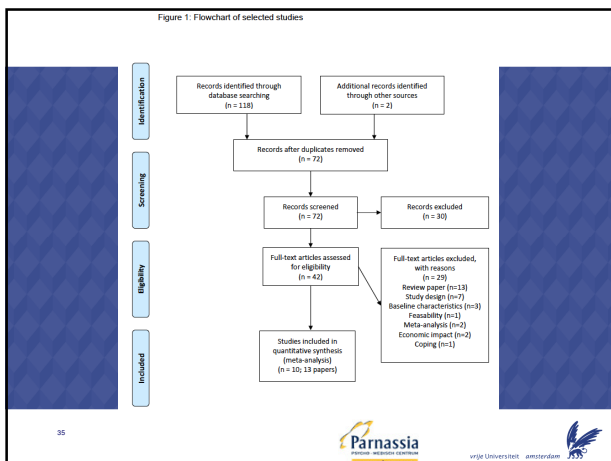 Figure 1: Flowchart of selected studies
Identification
Records identified through
database searching
(n = 118)
Additional records identified
through other sources
(n = 2)
Records after duplicates removed
(n = 72)
Screening
Records screened
(n = 72)
Records excluded
(n = 30)
Eligibility
Full-text articles assessed
for eligibility
(n = 42)
Full-text articles excluded,
with reasons
(n = 29)
Review paper (n=13)
Study design (n=7)
Baseline characteristics (n=3)
Feasability (n=1)
Meta-analysis (n=2)
Economic impact (n=2)
Coping (n=1)
Included
Studies included in
quantitative synthesis
(meta-analysis)
(n = 10; 13 papers)
35
Parnassia
PSYCHO-MEDISCH CENTRUM
vrije Universiteit amsterdam